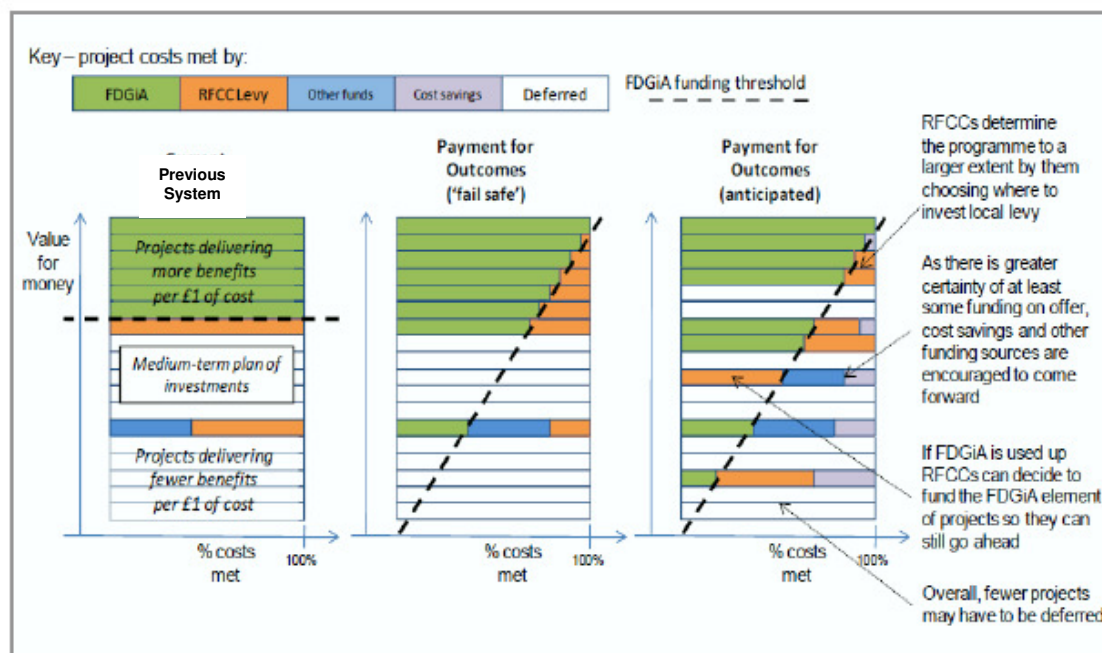 Key – project costs met by:
FDGiA
RFCC Levy
Other funds
Cost savings
Deferred
FDGiA funding threshold
Previous
System
Payment for
Outcomes
('fail safe')
Payment for
Outcomes
(anticipated)
Value
for
money
Projects delivering
more benefits
per £1 of cost
Medium-term plan of
investments
Projects delivering
fewer benefits
per £1 of cost
% costs
met
100%
% costs
met
100%
% costs
met
100%
RFCCs determine
the programme to a
larger extent by them
choosing where to
invest local levy
As there is greater
certainty of at least
some funding on offer,
cost savings and other
funding sources are
encouraged to come
forward
If FDGiA is used up
RFCCs can decide to
fund the FDGiA element
of projects so they can
still go ahead
Overall, fewer projects
may have to be deferred